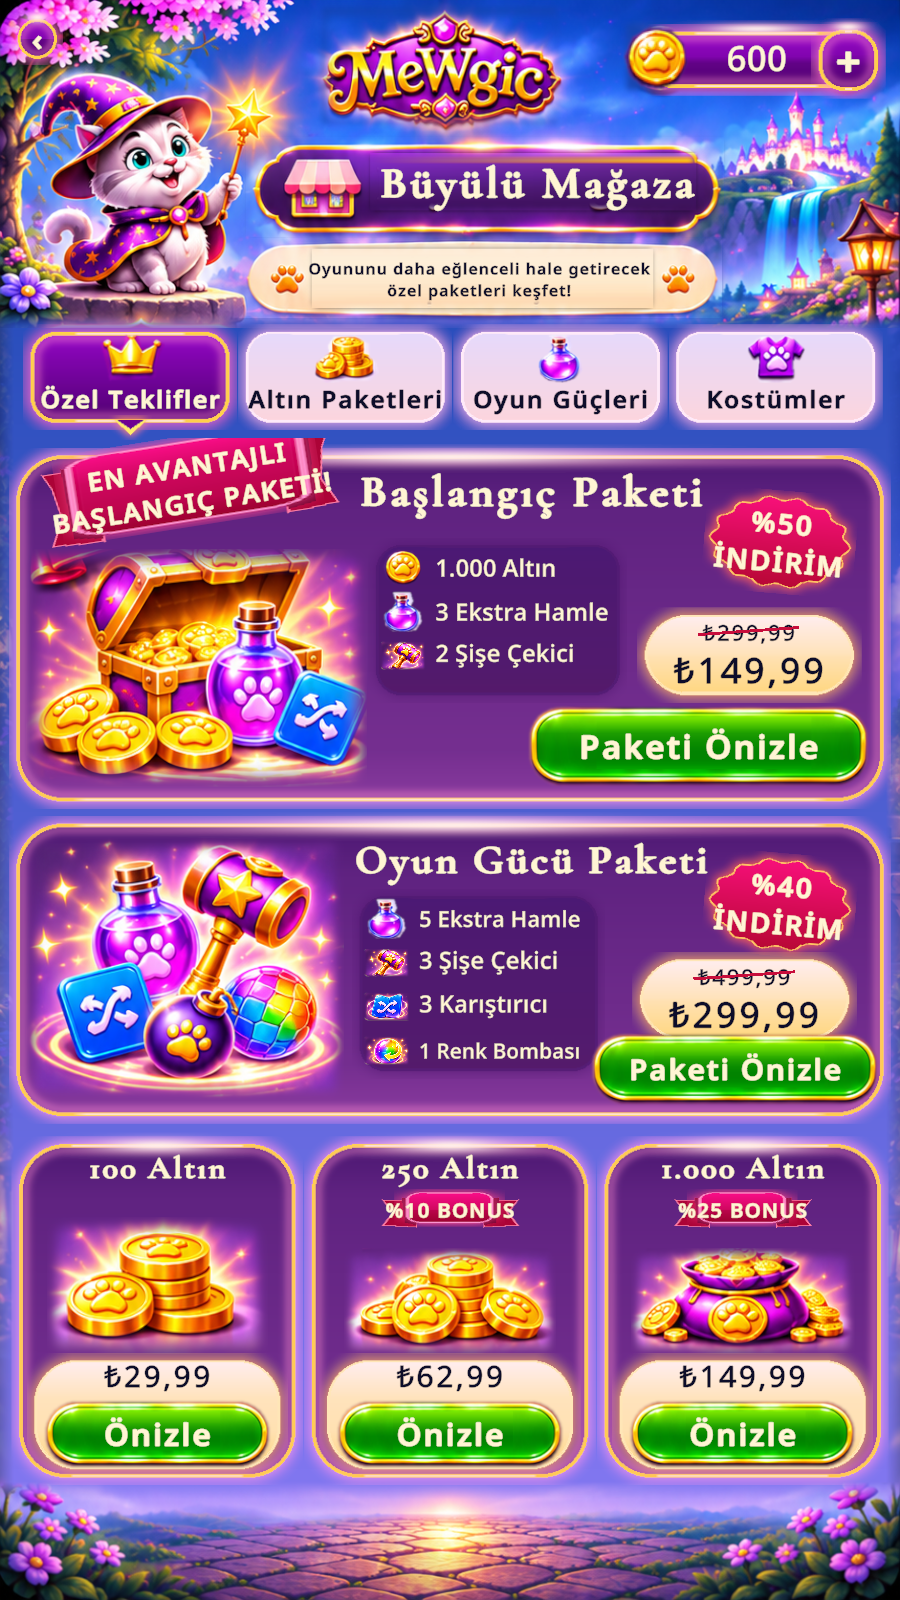 MeWgic
600
Büyülü Mağaza
Oyununu daha eğlenceli hale getirecek
özel paketleri keşfet!
Özel Teklifler
Altın Paketleri
Oyun Güçleri
Kostümler
EN AVANTAJLI
BAŞLANGIÇ PAKETİ!
Başlangıç Paketi
%50
İNDİRİM
1.000 Altın
3 Ekstra Hamle
2 Şişe Çekici
₺299,99
₺149,99
Paketi Önizle
Oyun Gücü Paketi
%40
İNDİRİM
5 Ekstra Hamle
3 Şişe Çekici
3 Karıştırıcı
1 Renk Bombası
₺499,99
₺299,99
Paketi Önizle
100 Altın
₺29,99
Önizle
250 Altın
%10 BONUS
₺62,99
Önizle
1.000 Altın
%25 BONUS
₺149,99
Önizle